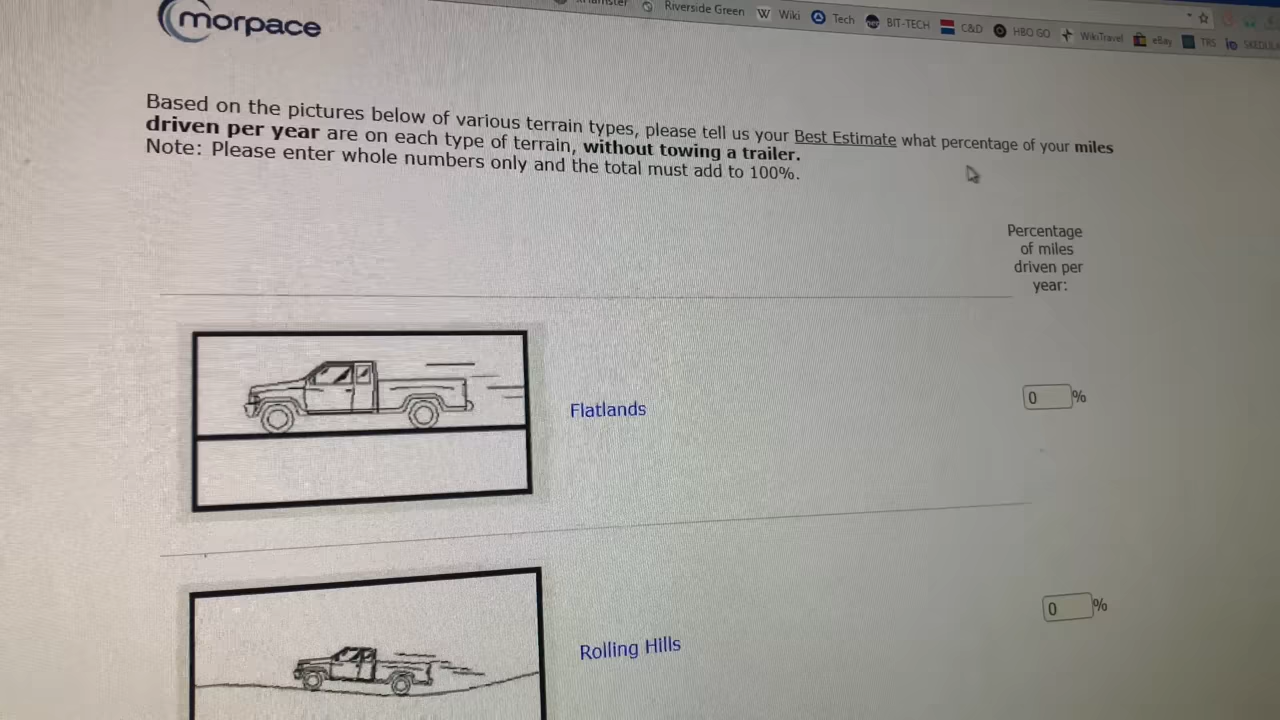 morpace
Riverside Green Wiki Tech BIT-TECH C&D HBO GO WikiTravel eBay TRS
Based on the pictures below of various terrain types, please tell us your Best Estimate what percentage of your miles
driven per year are on each type of terrain, without towing a trailer.
Note: Please enter whole numbers only and the total must add to 100%.
Percentage
of miles
driven per
year:
Flatlands
0 %
Rolling Hills
0 %